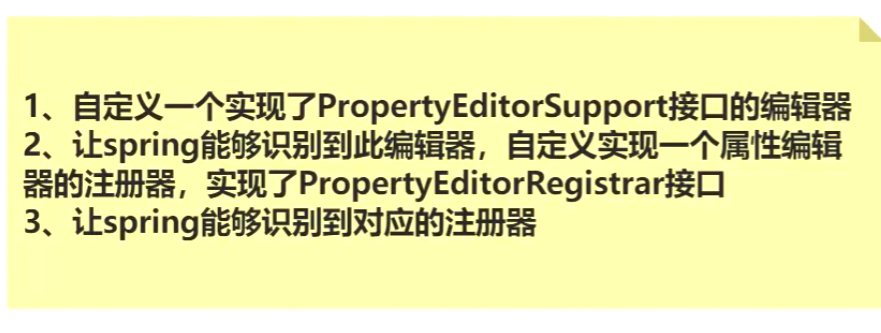 1、自定义一个实现了PropertyEditorSupport接口的编辑器
2、让spring能够识别到此编辑器，自定义实现一个属性编辑
器的注册器，实现了PropertyEditorRegistrar接口
3、让spring能够识别到对应的注册器